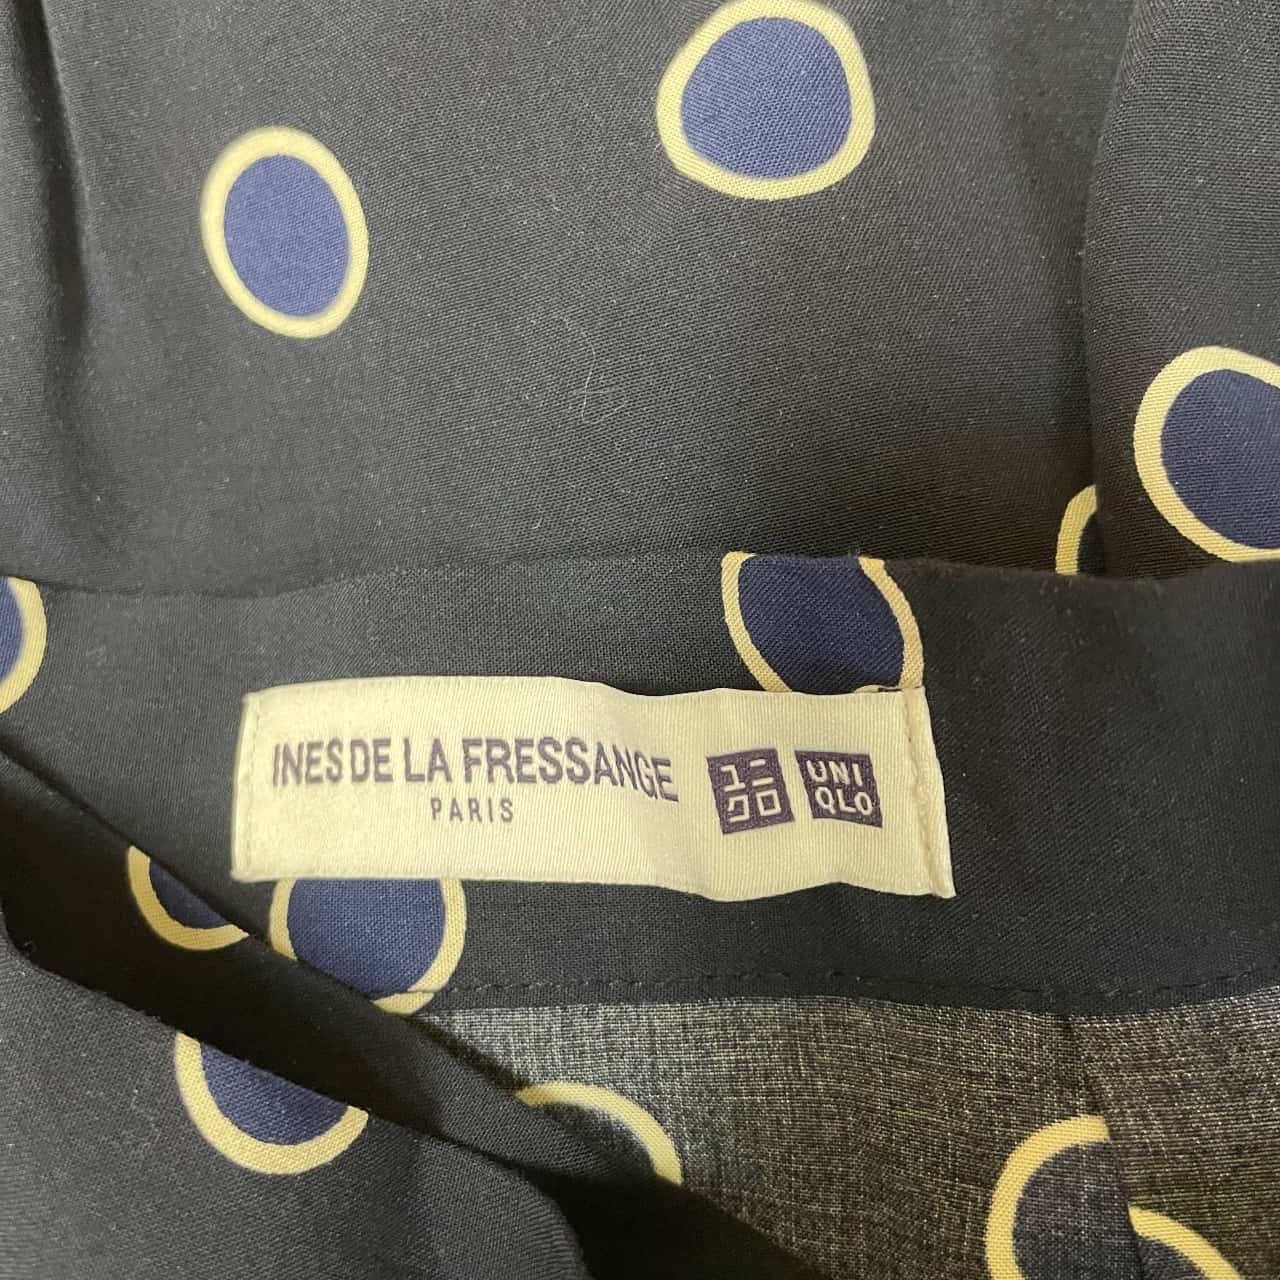 INES DE LA FRESSANGE
PARIS
ユニ
クロ
UNI
QLO